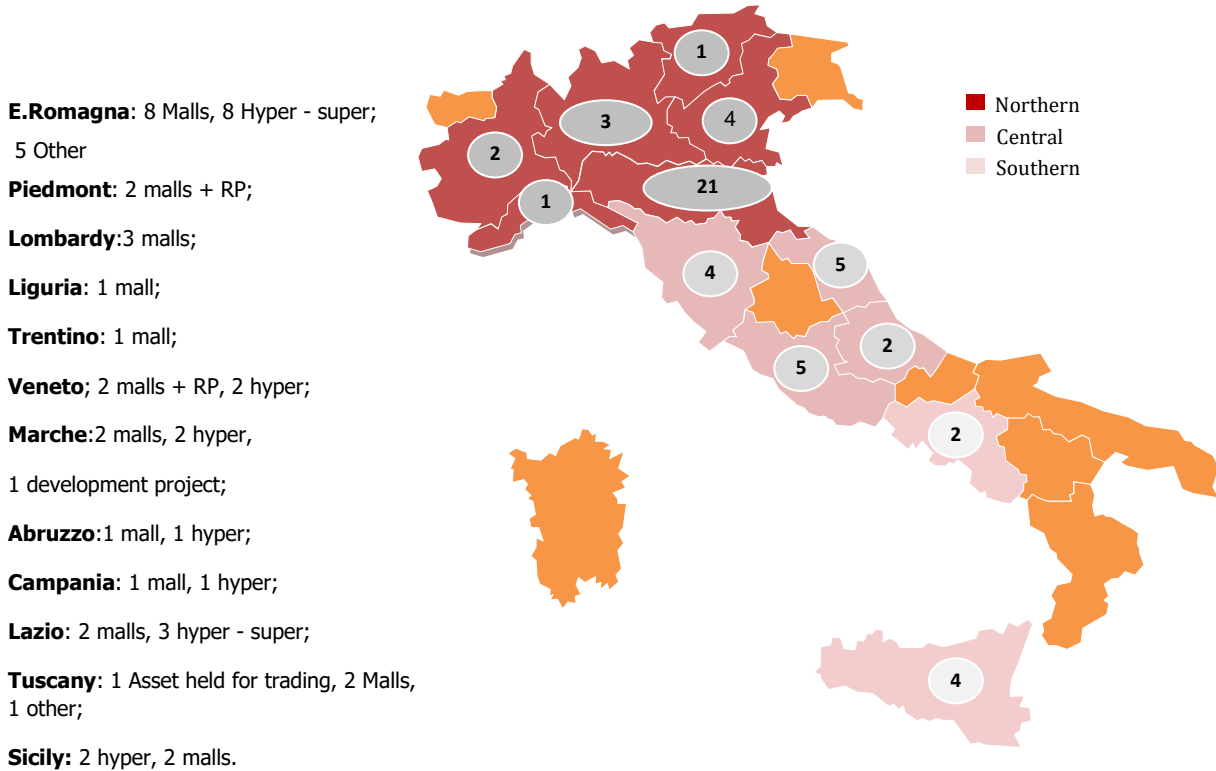 E.Romagna: 8 Malls, 8 Hyper - super;
5 Other
Piedmont: 2 malls + RP;
Lombardy:3 malls;
Liguria: 1 mall;
Trentino: 1 mall;
Veneto; 2 malls + RP, 2 hyper;
Marche:2 malls, 2 hyper,
1 development project;
Abruzzo:1 mall, 1 hyper;
Campania: 1 mall, 1 hyper;
Lazio: 2 malls, 3 hyper - super;
Tuscany: 1 Asset held for trading, 2 Malls,
1 other;
Sicily: 2 hyper, 2 malls.
1
3
4
2
21
1
4
5
2
5
2
4
Northern
Central
Southern